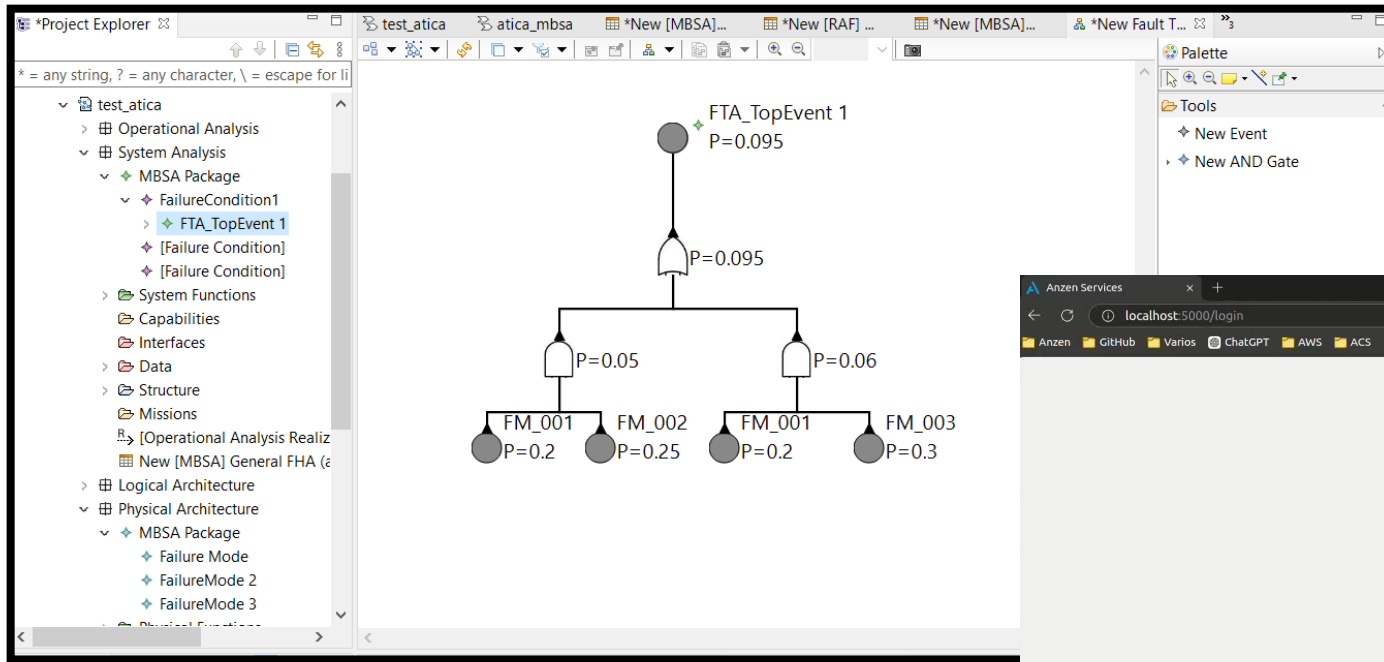 *Project Explorer
* = any string, ? = any character, \ = escape for li
test_atica
Operational Analysis
System Analysis
MBSA Package
FailureCondition1
FTA_TopEvent 1
[Failure Condition]
[Failure Condition]
System Functions
Capabilities
Interfaces
Data
Structure
Missions
[Operational Analysis Realiz
New [MBSA] General FHA (a
Logical Architecture
Physical Architecture
MBSA Package
Failure Mode
FailureMode 2
FailureMode 3
test_atica
atica_mbsa
*New [MBSA]...
*New [RAF] ...
*New [MBSA]...
*New Fault T...
»3
FTA_TopEvent 1
P=0.095
P=0.095
P=0.05
P=0.06
FM_001
P=0.2
FM_002
P=0.25
FM_001
P=0.2
FM_003
P=0.3
Palette
Tools
New Event
New AND Gate
Anzen Services
localhost:5000/login
Anzen GitHub Varios ChatGPT AWS ACS